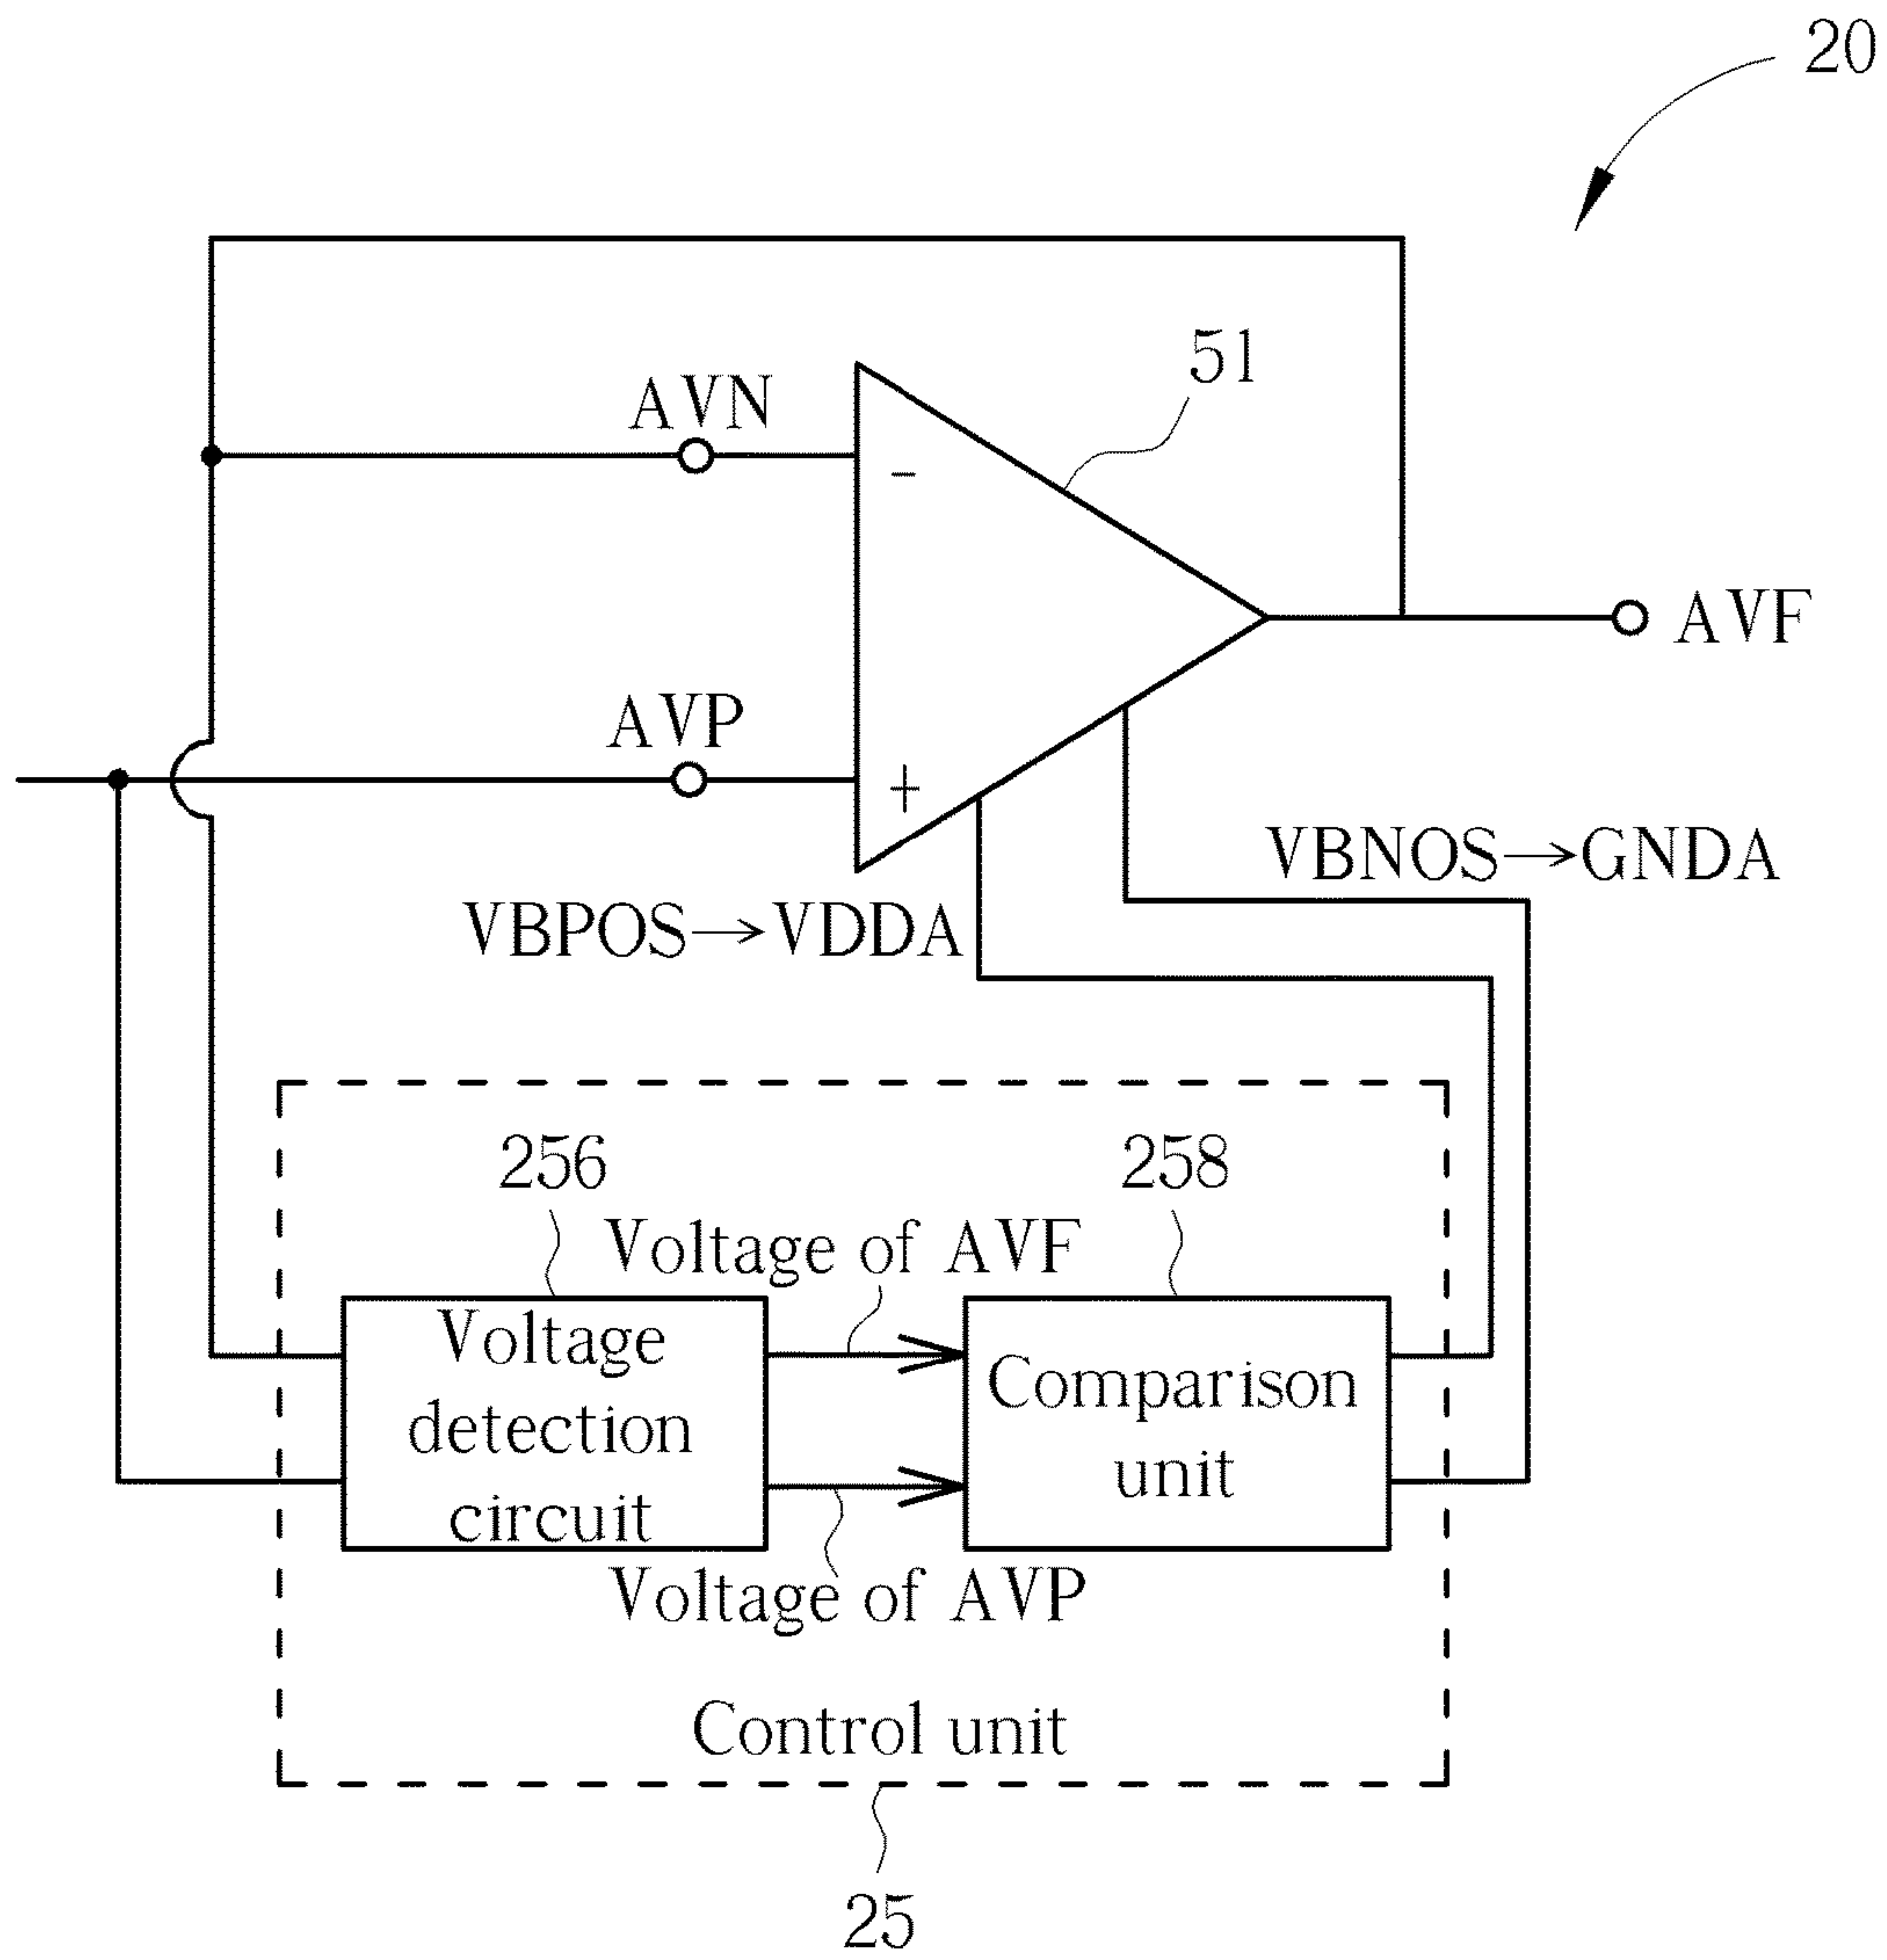 20
51
AVN
-
AVF
AVP
+
VBNOS→GNDA
VBPOS→VDDA
256
258
Voltage of AVF
Voltage
detection
circuit
Comparison
unit
Voltage of AVP
Control unit
25